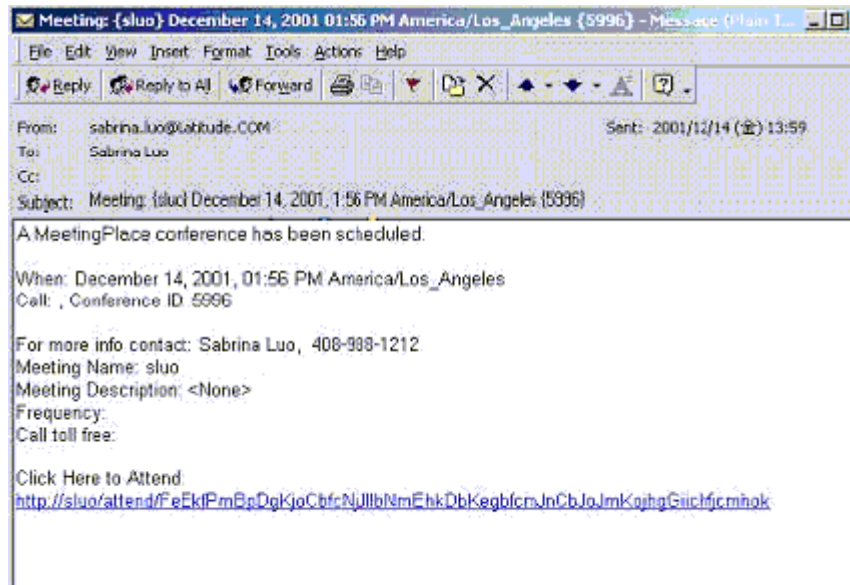 Meeting: {sluo} December 14, 2001 01:56 PM America/Los_Angeles {5996} - Message (Plain T...
File Edit View Insert Format Tools Actions Help
Reply Reply to All Forward
From: sabrina.luo@Latitude.COM Sent: 2001/12/14 (金) 13:59
To: Sabrina Luo
Cc:
Subject: Meeting: {sluo} December 14, 2001, 1:56 PM America/Los_Angeles {5996}
A MeetingPlace conference has been scheduled.
When: December 14, 2001, 01:56 PM America/Los_Angeles
Call: , Conference ID: 5996
For more info contact: Sabrina Luo, 408-988-1212
Meeting Name: sluo
Meeting Description: <None>
Frequency:
Call toll free:
Click Here to Attend: